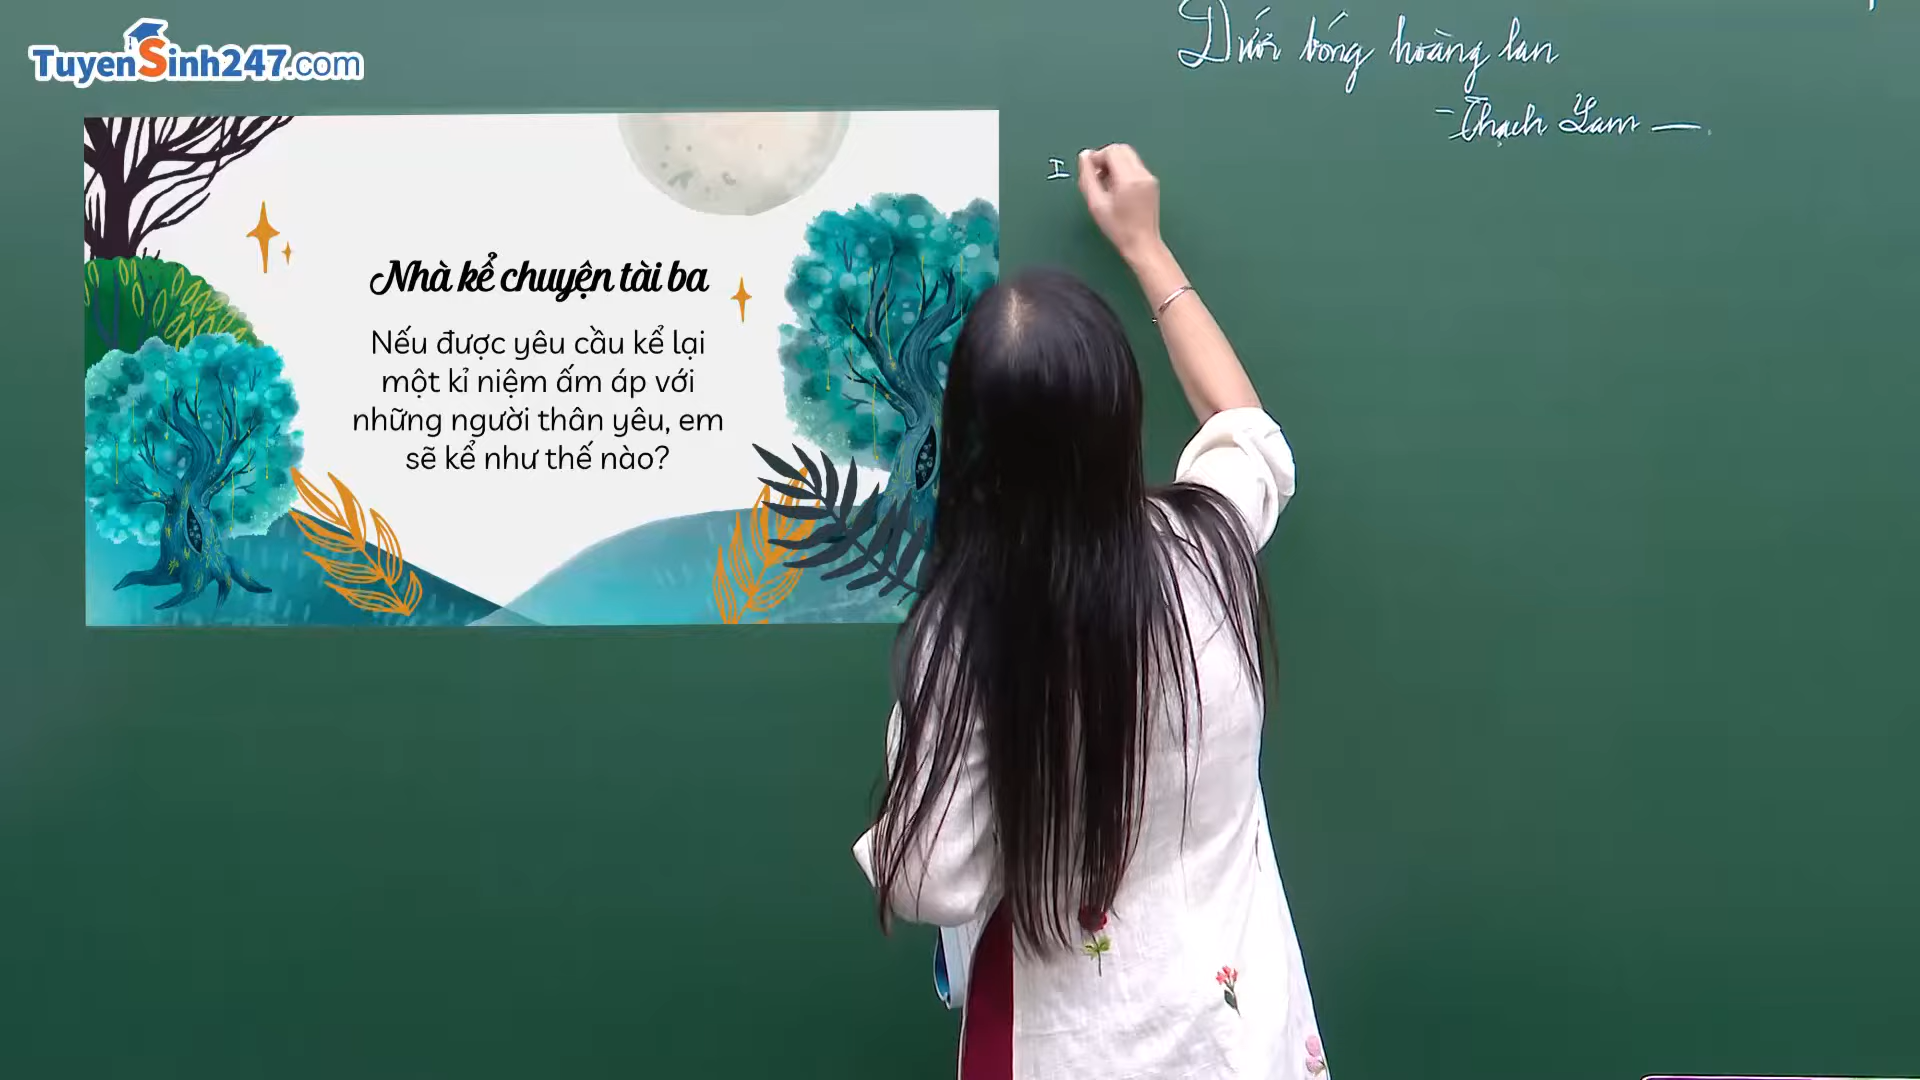 TuyenSinh247.com
Dưới bóng hoàng lan
- Thạch Lam -
I
Nhà kể chuyện tài ba
Nếu được yêu cầu kể lại
một kỉ niệm ấm áp với
những người thân yêu, em
sẽ kể như thế nào?